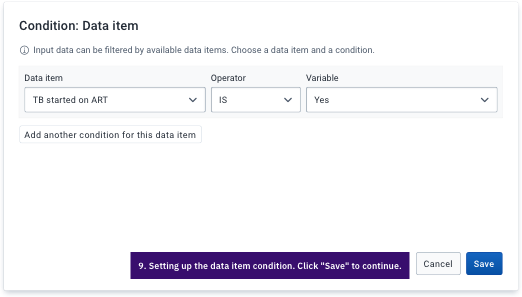 Condition: Data item
Input data can be filtered by available data items. Choose a data item and a condition.
Data item Operator Variable
TB started on ART IS Yes
Add another condition for this data item
9. Setting up the data item condition. Click "Save" to continue. Cancel Save